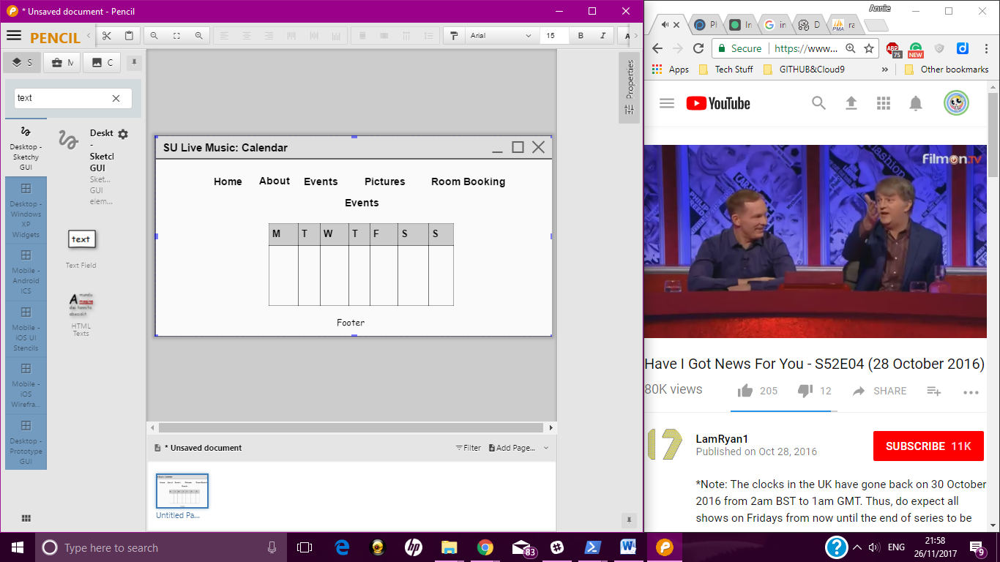 * Unsaved document - Pencil
PENCIL
Arial
15
B
I
A
S
M
C
text
Desktop -
Sketchy
GUI
Desktop -
Windows
XP
Widgets
Mobile -
Android
ICS
Mobile -
iOS UI
Stencils
Mobile -
iOS
Wirefra...
Desktop -
Prototype
GUI
Deskt
-
Sketcl
GUI
Sket...
GUI
elem...
text
Text Field
HTML
Texts
Properties
SU Live Music: Calendar
Home About Events Pictures Room Booking
Events
M T W T F S S
Footer
* Unsaved document
Filter
Add Page...
Untitled Pa...
Annie
Pl
In
in
D
ra
PMA
Secure
https://www...
ABP
75
NEW
Apps
Tech Stuff
GITHUB&Cloud9
»
Other bookmarks
YouTube
filmon.TV
Have I Got News For You - S52E04 (28 October 2016)
80K views
205
12
SHARE
LamRyan1
Published on Oct 28, 2016
SUBSCRIBE 11K
*Note: The clocks in the UK have gone back on 30 October
2016 from 2am BST to 1am GMT. Thus, do expect all
shows on Fridays from now until the end of series to be
Type here to search
hp
83
ENG
21:58
26/11/2017
9